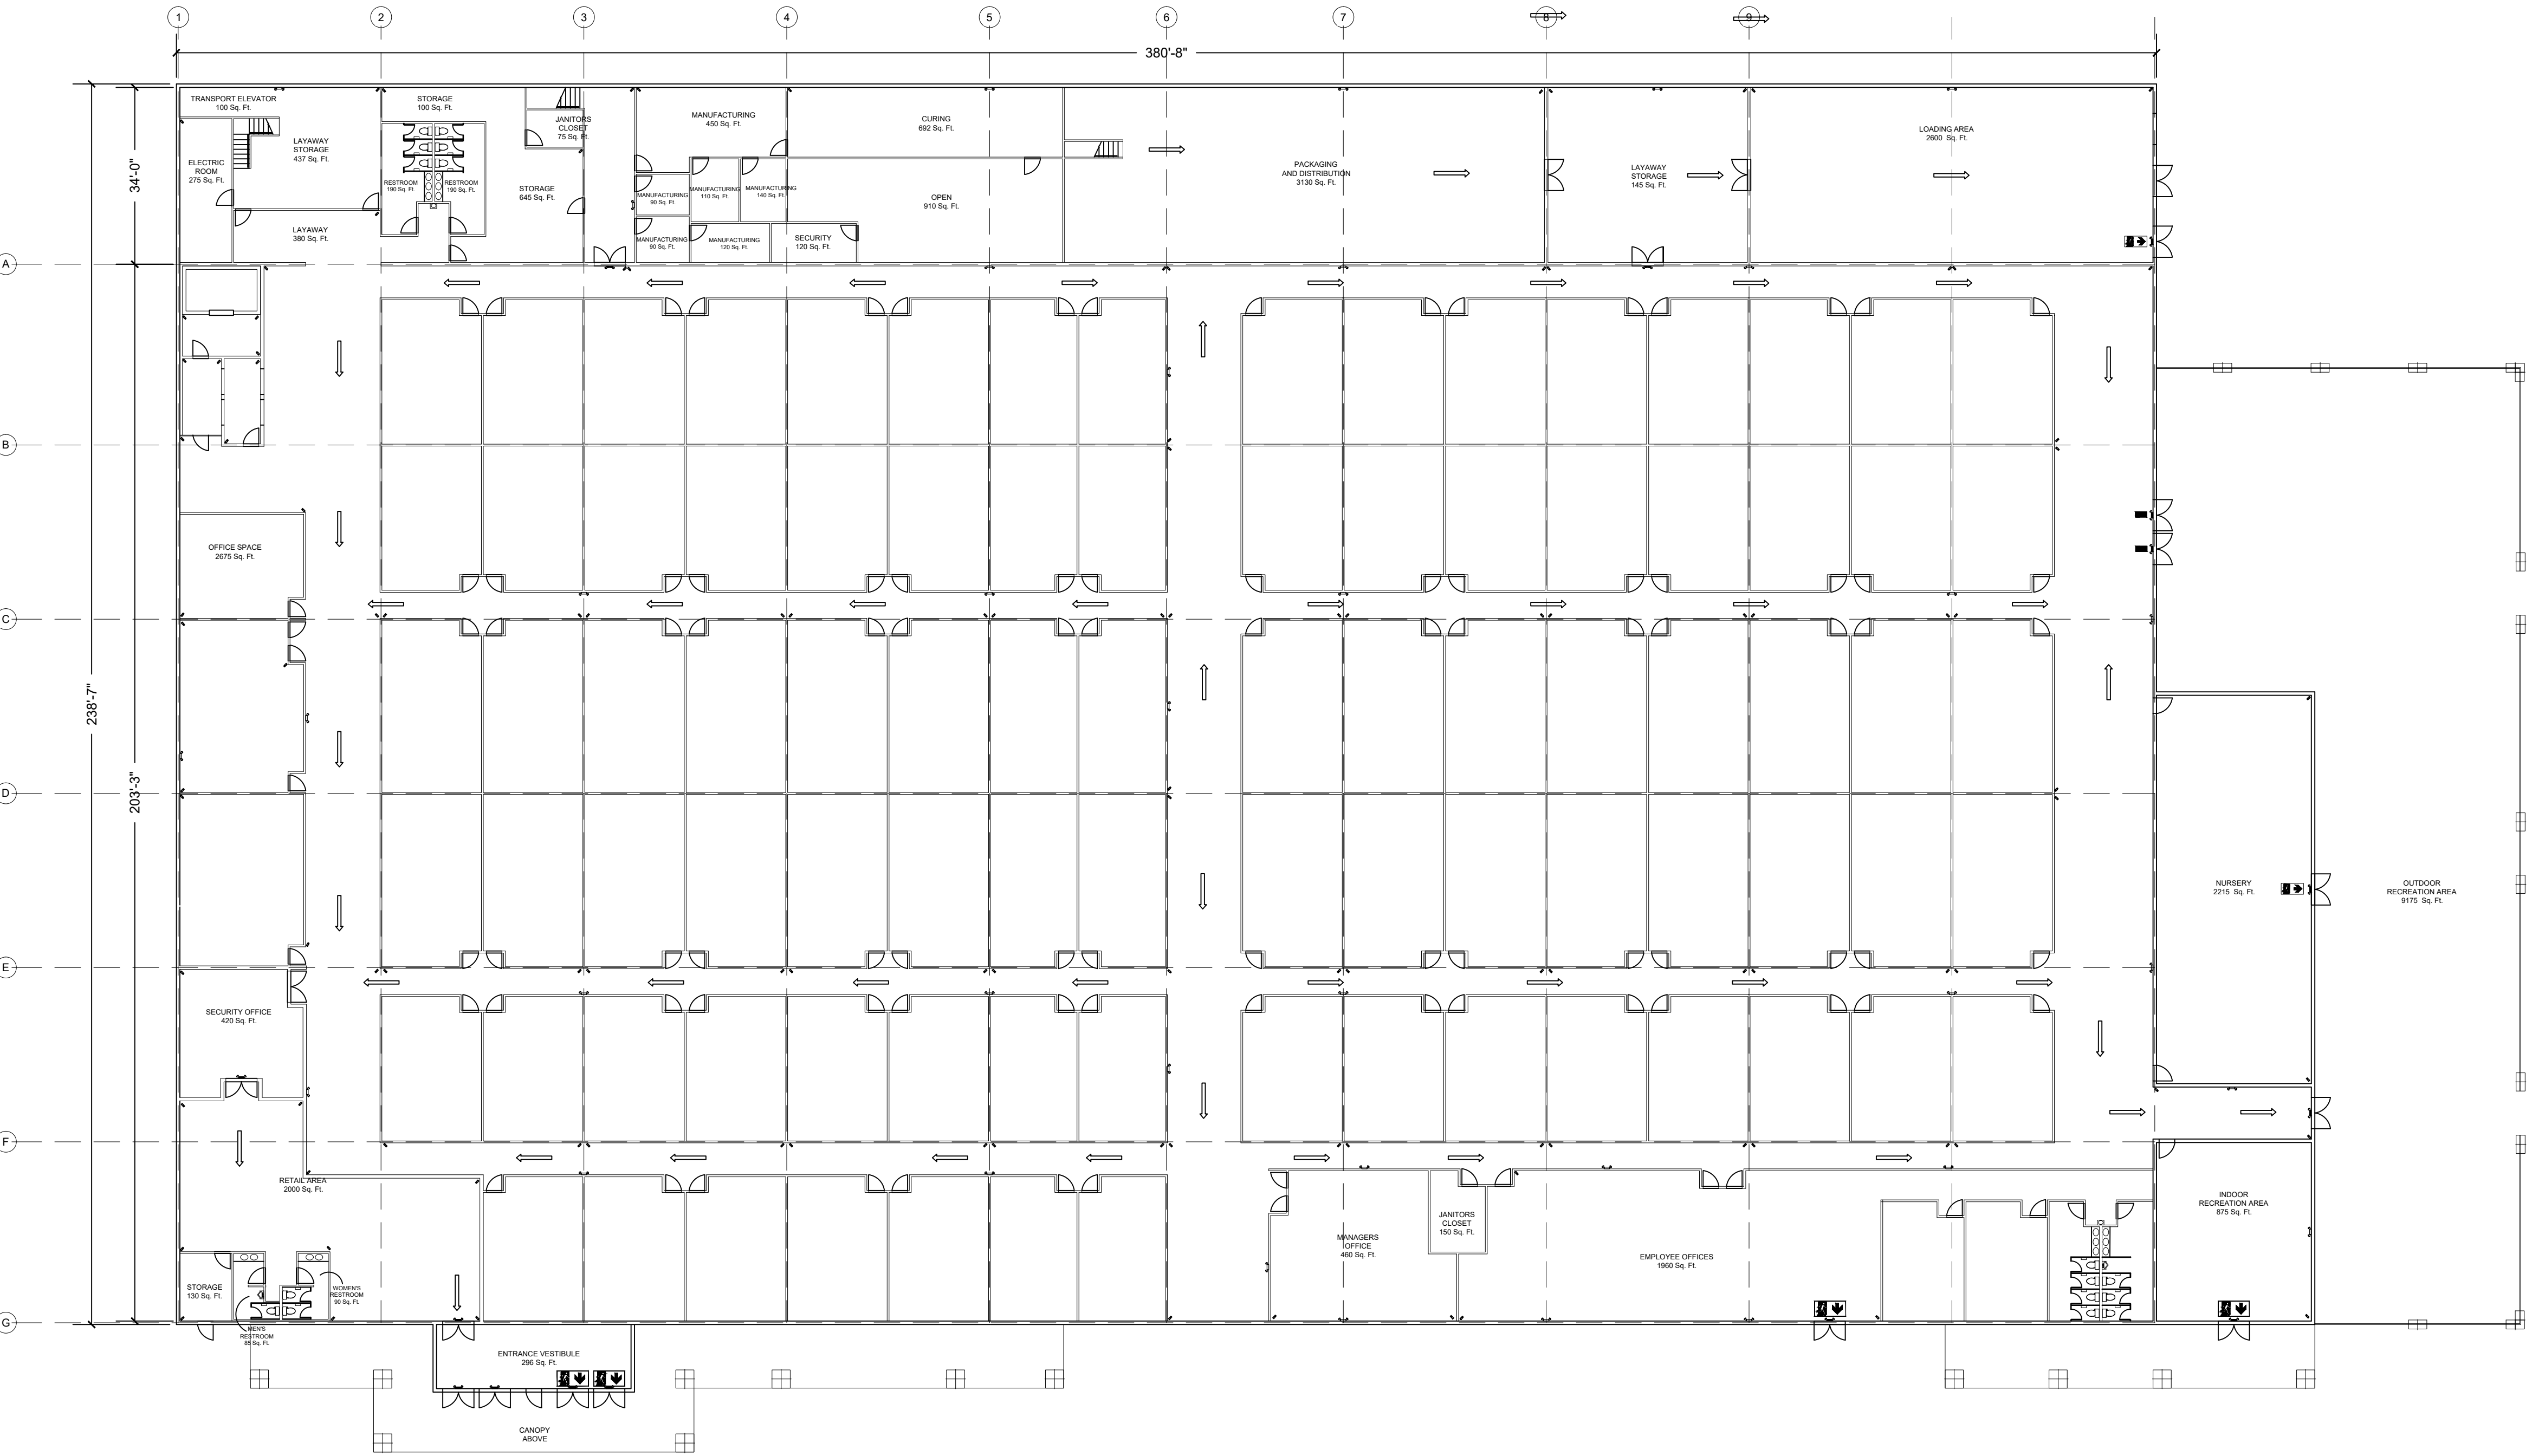 1
2
3
4
5
6
7
8
9
380'-8"
238'-7"
34'-0"
203'-3"
A
B
C
D
E
F
G
TRANSPORT ELEVATOR
100 Sq. Ft.
ELECTRIC
ROOM
275 Sq. Ft.
LAYAWAY
STORAGE
437 Sq. Ft.
LAYAWAY
380 Sq. Ft.
STORAGE
100 Sq. Ft.
RESTROOM
190 Sq. Ft.
RESTROOM
190 Sq. Ft.
JANITORS
CLOSET
75 Sq. Ft.
STORAGE
645 Sq. Ft.
MANUFACTURING
450 Sq. Ft.
MANUFACTURING
90 Sq. Ft.
MANUFACTURING
110 Sq. Ft.
MANUFACTURING
140 Sq. Ft.
MANUFACTURING
90 Sq. Ft.
MANUFACTURING
120 Sq. Ft.
SECURITY
120 Sq. Ft.
CURING
692 Sq. Ft.
OPEN
910 Sq. Ft.
PACKAGING
AND DISTRIBUTION
3130 Sq. Ft.
LAYAWAY
STORAGE
145 Sq. Ft.
LOADING AREA
2600 Sq. Ft.
OFFICE SPACE
2675 Sq. Ft.
SECURITY OFFICE
420 Sq. Ft.
RETAIL AREA
2000 Sq. Ft.
STORAGE
130 Sq. Ft.
MEN'S
RESTROOM
85 Sq. Ft.
WOMEN'S
RESTROOM
90 Sq. Ft.
ENTRANCE VESTIBULE
296 Sq. Ft.
CANOPY
ABOVE
MANAGERS
OFFICE
460 Sq. Ft.
JANITORS
CLOSET
150 Sq. Ft.
EMPLOYEE OFFICES
1960 Sq. Ft.
NURSERY
2215 Sq. Ft.
OUTDOOR
RECREATION AREA
9175 Sq. Ft.
INDOOR
RECREATION AREA
875 Sq. Ft.